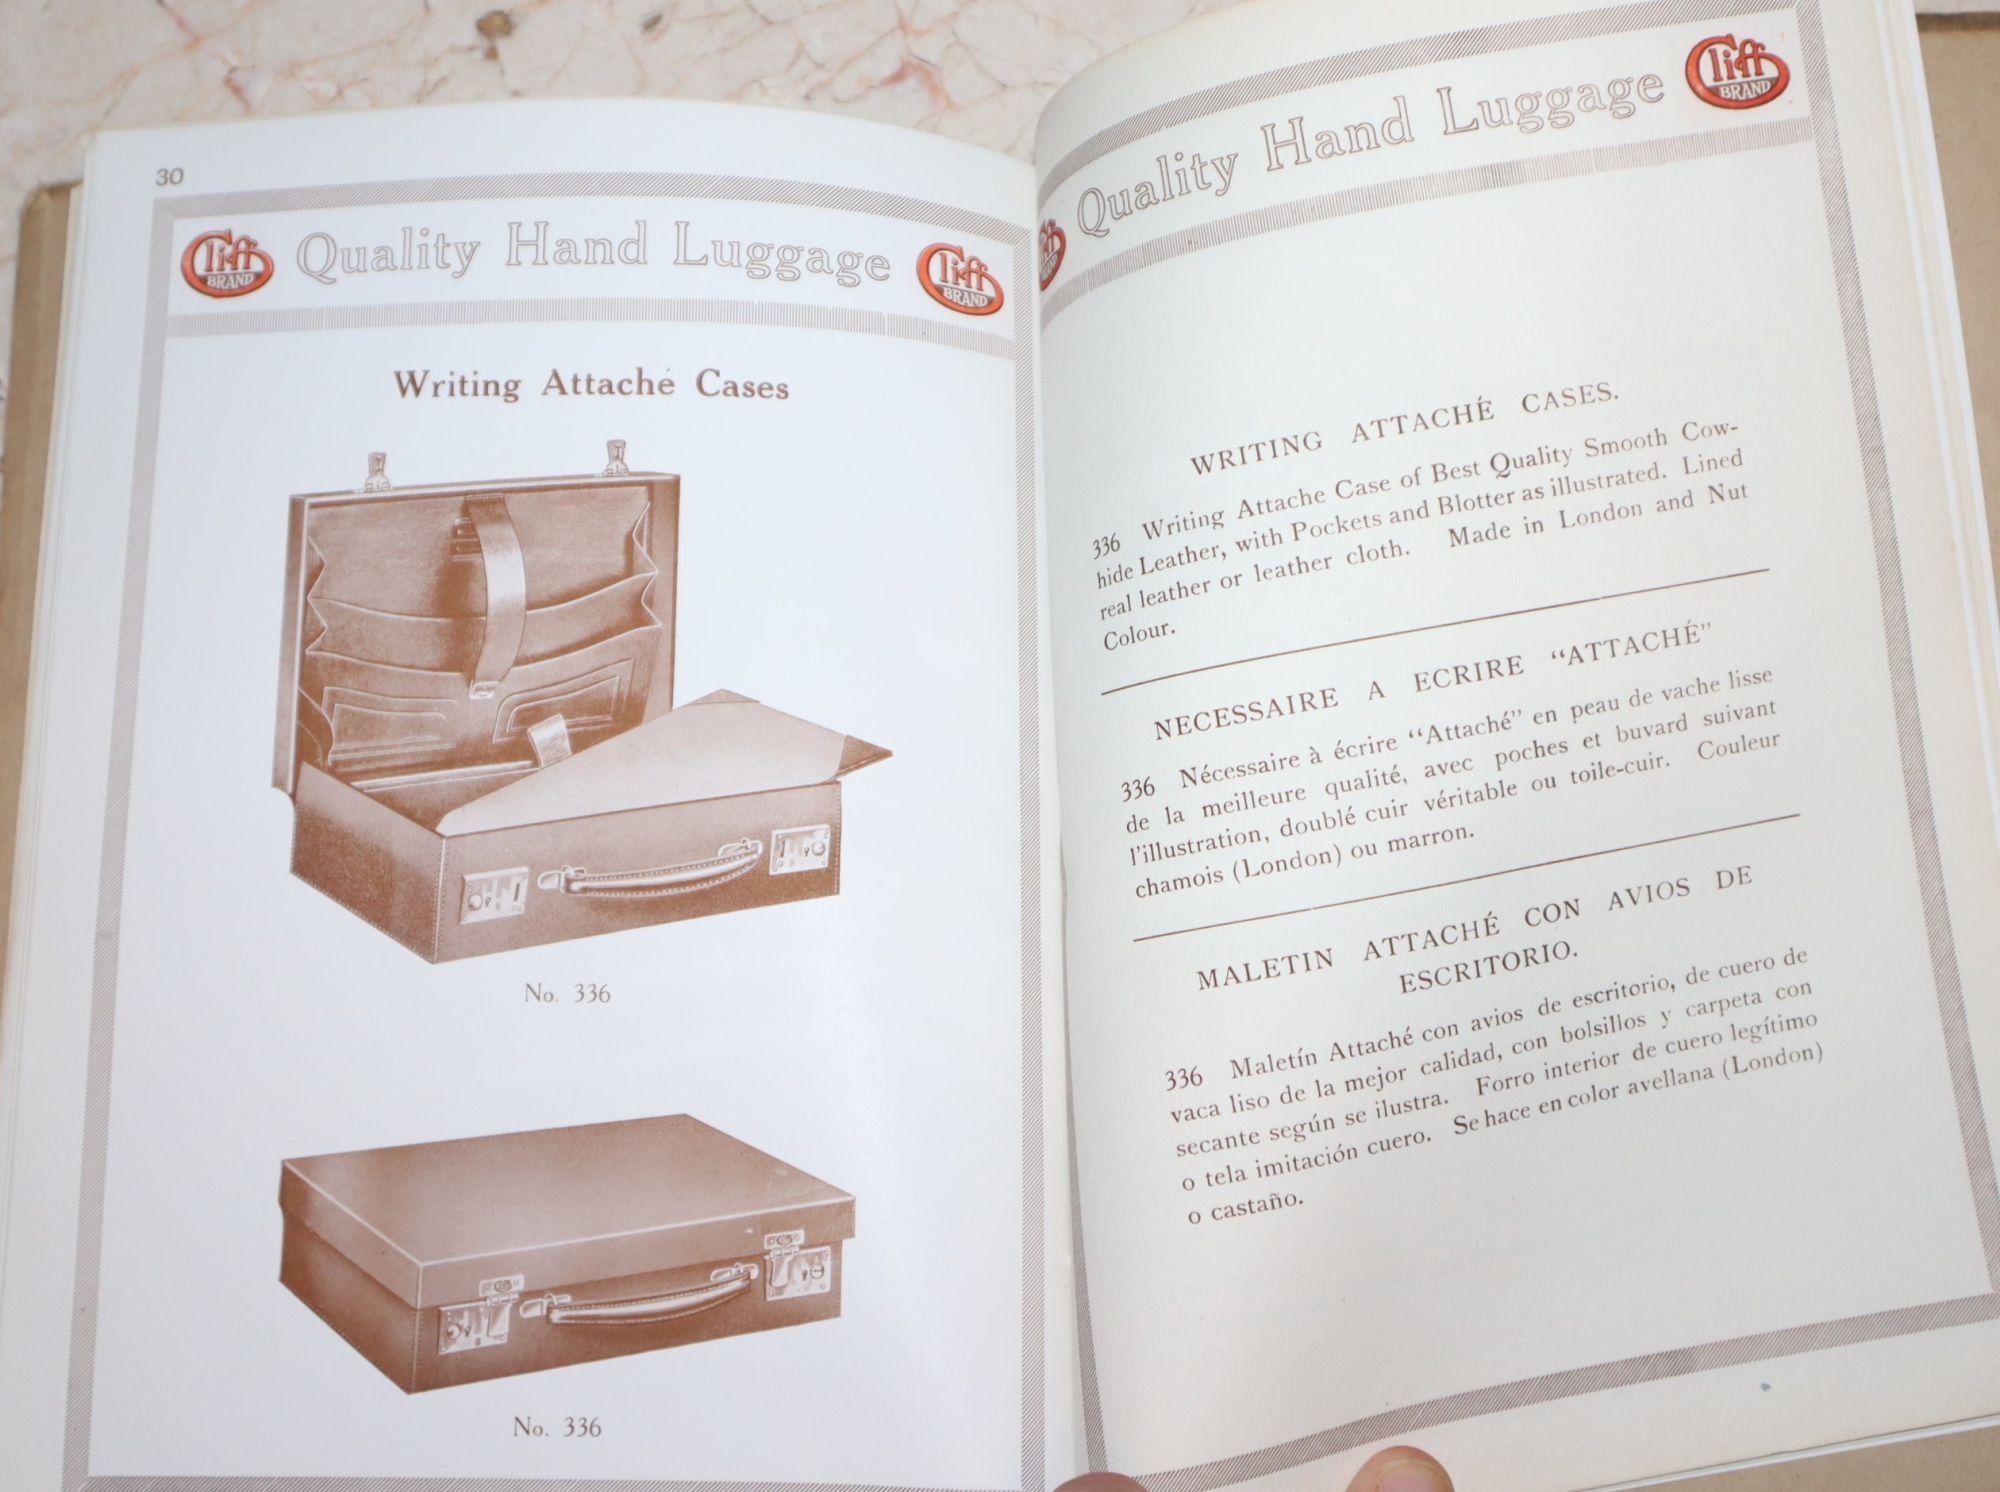 30
Cliff BRAND Quality Hand Luggage Cliff BRAND
Writing Attaché Cases
No. 336
No. 336
Cliff BRAND Quality Hand Luggage Cliff BRAND
WRITING ATTACHÉ CASES.
336 Writing Attache Case of Best Quality Smooth Cow-
hide Leather, with Pockets and Blotter as illustrated. Lined
real leather or leather cloth. Made in London and Nut
Colour.
NECESSAIRE A ECRIRE “ATTACHÉ”
336 Nécessaire à écrire “Attaché” en peau de vache lisse
de la meilleure qualité, avec poches et buvard suivant
l'illustration, doublé cuir véritable ou toile-cuir. Couleur
chamois (London) ou marron.
MALETIN ATTACHÉ CON AVIOS DE
ESCRITORIO.
336 Maletín Attaché con avios de escritorio, de cuero de
vaca liso de la mejor calidad, con bolsillos y carpeta con
secante según se ilustra. Forro interior de cuero legítimo
o tela imitación cuero. Se hace en color avellana (London)
o castaño.